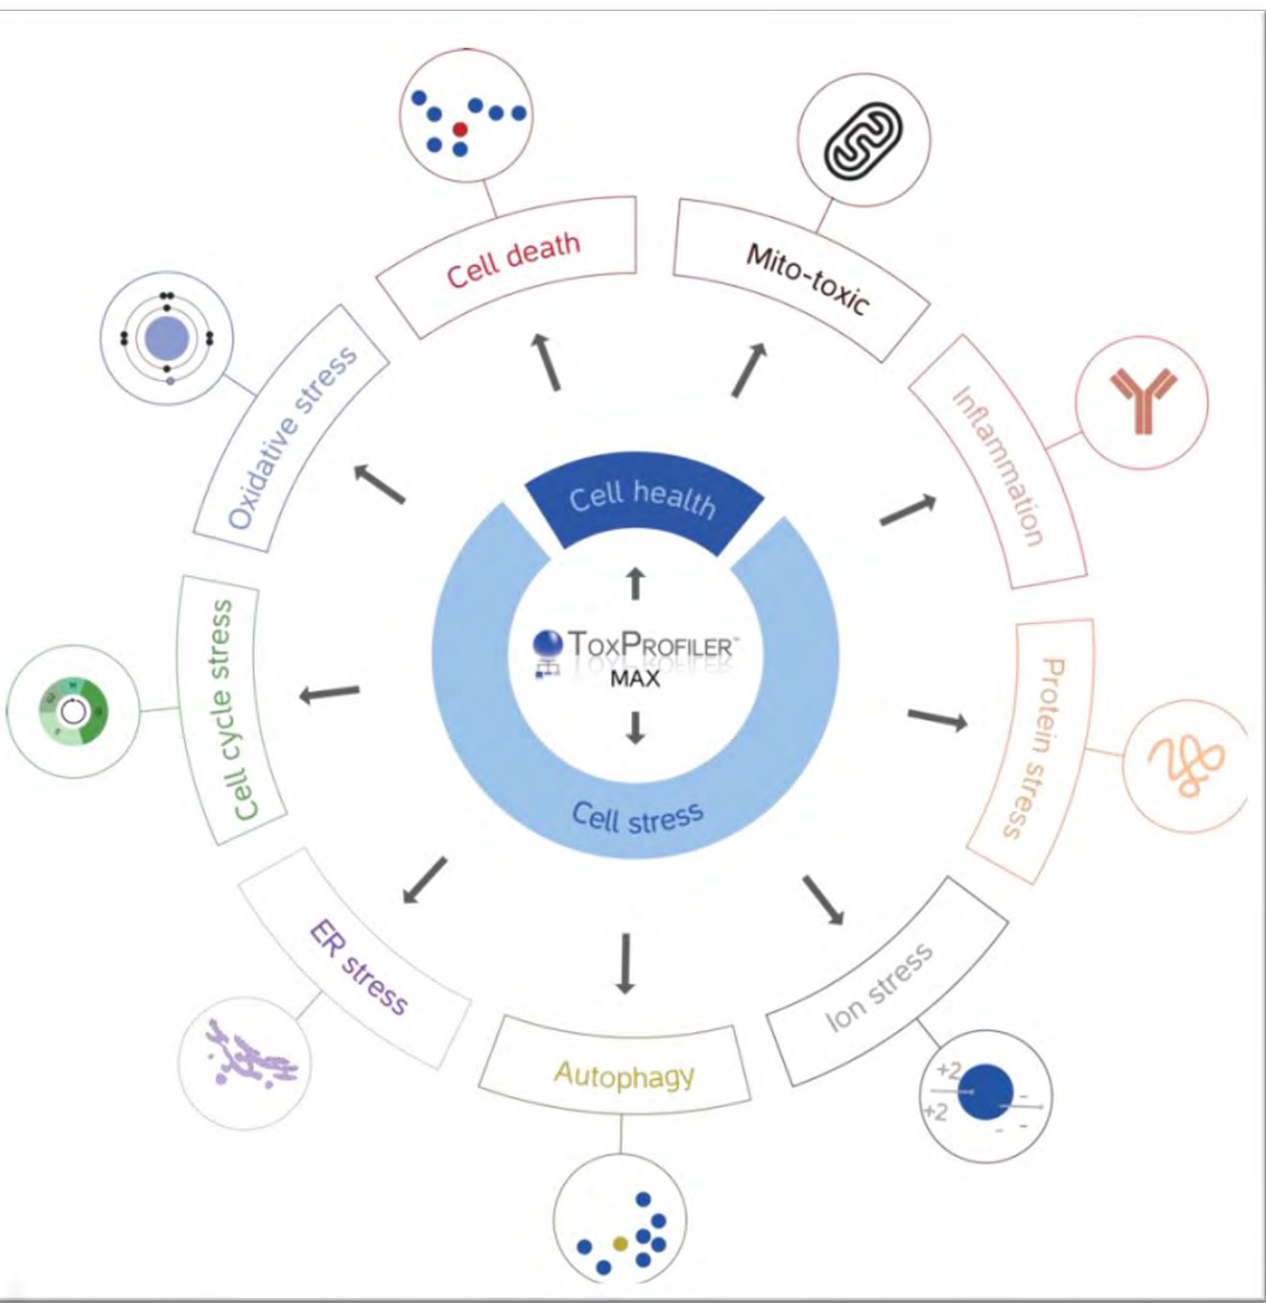 Cell death
Mito-toxic
Oxidative stress
Inflammation
Cell health
TOXPROFILER™
MAX
Cell stress
Cell cycle stress
Protein stress
ER stress
Ion stress
Autophagy
+2
+2
-
- -